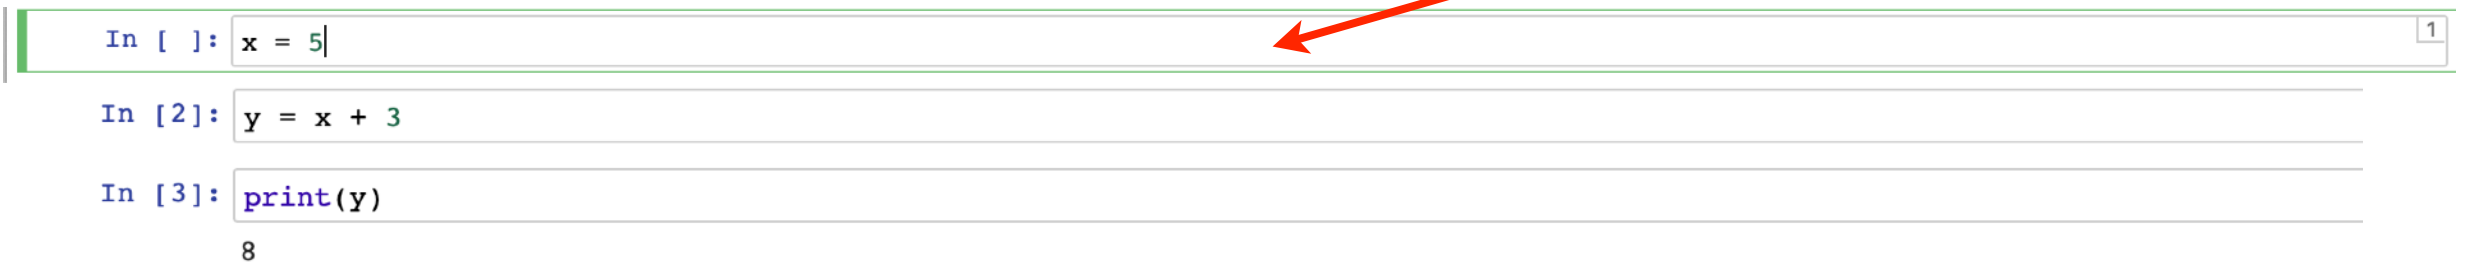 In [ ]: x = 5 1
In [2]: y = x + 3
In [3]: print(y)
8